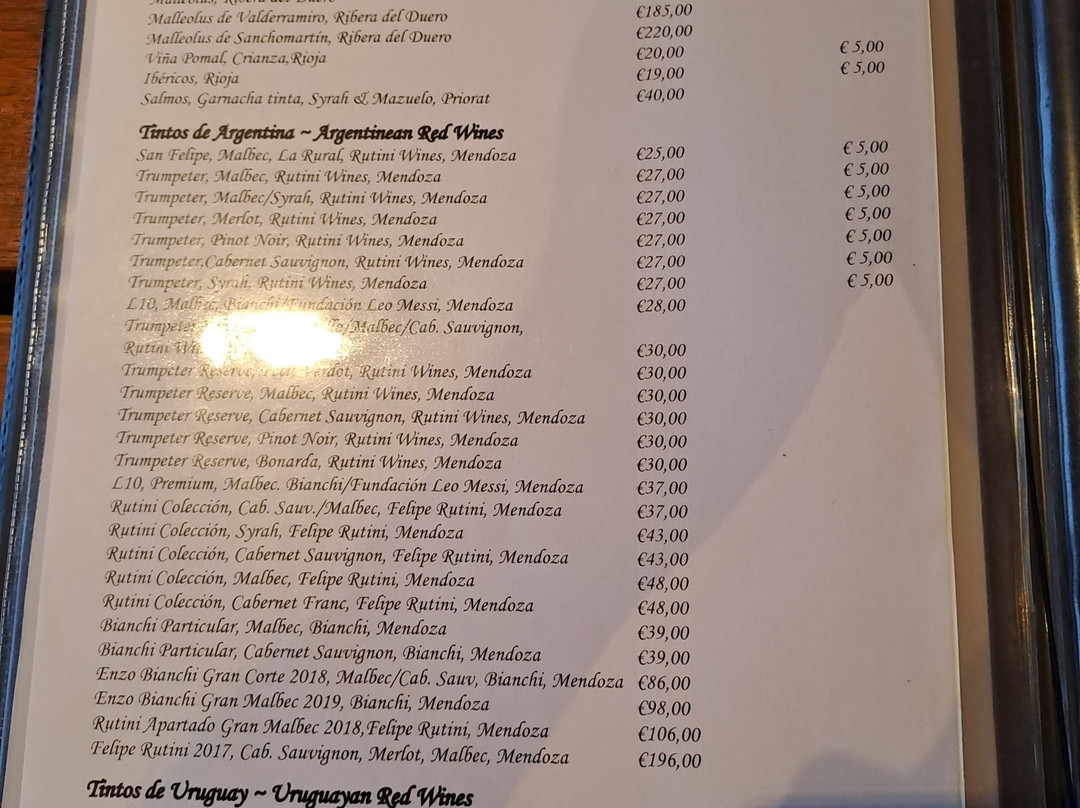 Malleolus, Ribera del Duero
Malleolus de Valderramiro, Ribera del Duero €185,00
Malleolus de Sanchomartín, Ribera del Duero €220,00
Viña Pomal, Crianza,Rioja €20,00 € 5,00
Ibéricos, Rioja €19,00 € 5,00
Salmos, Garnacha tinta, Syrah & Mazuelo, Priorat €40,00
Tintos de Argentina ~ Argentinean Red Wines
San Felipe, Malbec, La Rural, Rutini Wines, Mendoza €25,00 € 5,00
Trumpeter, Malbec, Rutini Wines, Mendoza €27,00 € 5,00
Trumpeter, Malbec/Syrah, Rutini Wines, Mendoza €27,00 € 5,00
Trumpeter, Merlot, Rutini Wines, Mendoza €27,00 € 5,00
Trumpeter, Pinot Noir, Rutini Wines, Mendoza €27,00 € 5,00
Trumpeter,Cabernet Sauvignon, Rutini Wines, Mendoza €27,00 € 5,00
Trumpeter, Syrah, Rutini Wines, Mendoza €27,00 € 5,00
L10, Malbec, Bianchi/Fundación Leo Messi, Mendoza €28,00
Trumpeter /Malbec/Cab. Sauvignon,
Rutini €30,00
Trumpeter Reserve, Verdot, Rutini Wines, Mendoza €30,00
Trumpeter Reserve, Malbec, Rutini Wines, Mendoza €30,00
Trumpeter Reserve, Cabernet Sauvignon, Rutini Wines, Mendoza €30,00
Trumpeter Reserve, Pinot Noir, Rutini Wines, Mendoza €30,00
Trumpeter Reserve, Bonarda, Rutini Wines, Mendoza €30,00
L10, Premium, Malbec. Bianchi/Fundación Leo Messi, Mendoza €37,00
Rutini Colección, Cab. Sauv./Malbec, Felipe Rutini, Mendoza €37,00
Rutini Colección, Syrah, Felipe Rutini, Mendoza €43,00
Rutini Colección, Cabernet Sauvignon, Felipe Rutini, Mendoza €43,00
Rutini Colección, Malbec, Felipe Rutini, Mendoza €48,00
Rutini Colección, Cabernet Franc, Felipe Rutini, Mendoza €48,00
Bianchi Particular, Malbec, Bianchi, Mendoza €39,00
Bianchi Particular, Cabernet Sauvignon, Bianchi, Mendoza €39,00
Enzo Bianchi Gran Corte 2018, Malbec/Cab. Sauv, Bianchi, Mendoza €86,00
Enzo Bianchi Gran Malbec 2019, Bianchi, Mendoza €98,00
Rutini Apartado Gran Malbec 2018,Felipe Rutini, Mendoza €106,00
Felipe Rutini 2017, Cab. Sauvignon, Merlot, Malbec, Mendoza €196,00
Tintos de Uruguay ~ Uruguayan Red Wines